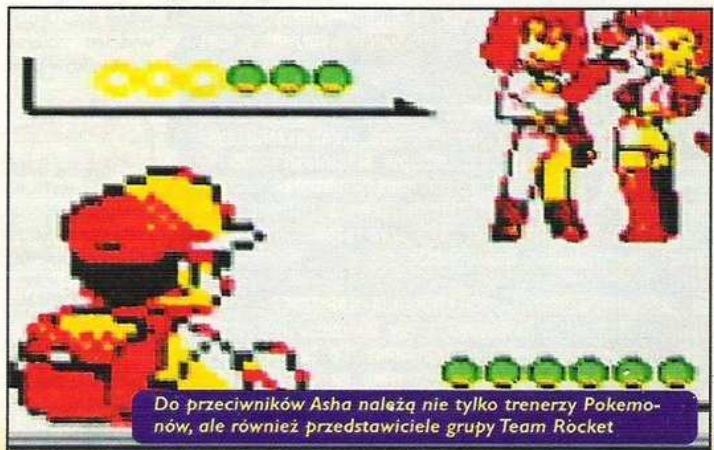 Do przeciwników Asha należą nie tylko trenerzy Pokemo-
nów, ale również przedstawiciele grupy Team Rocket